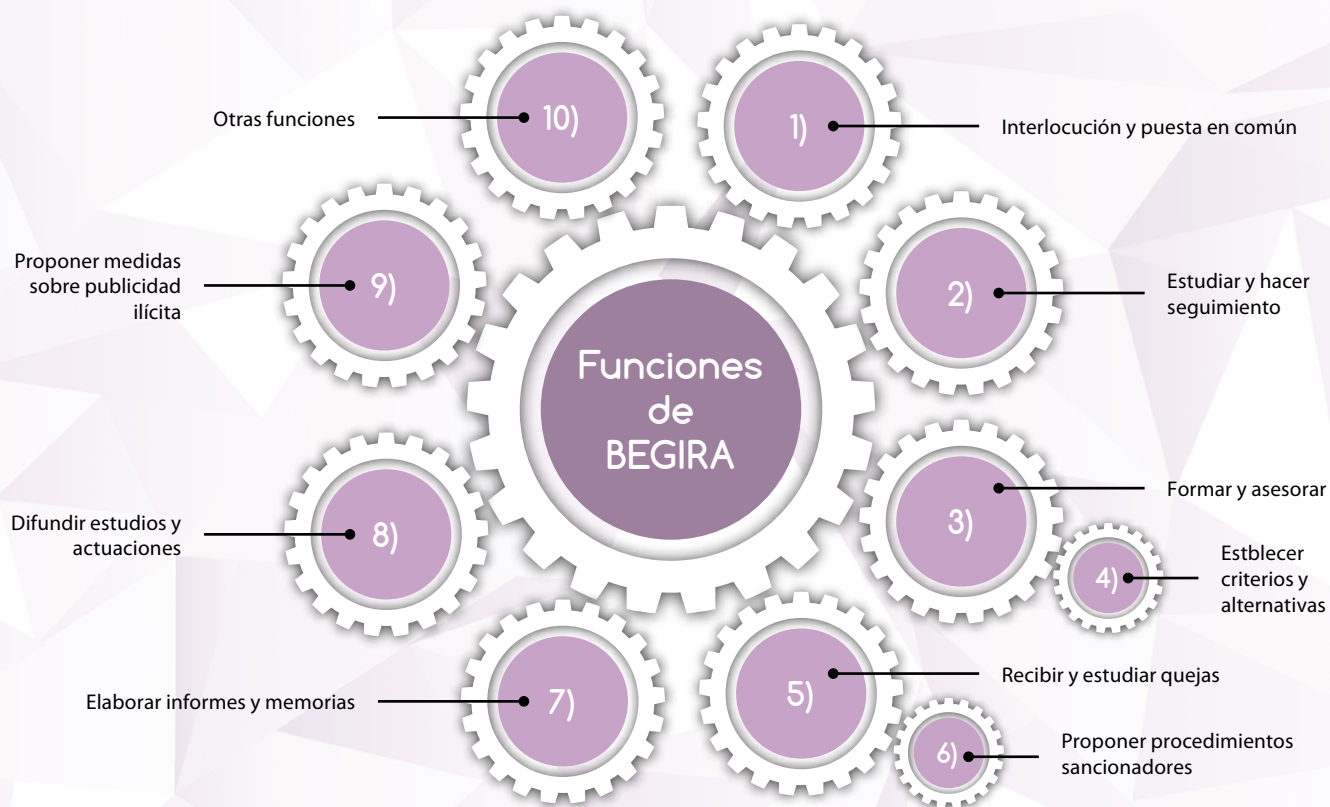 Funciones
de
BEGIRA
1)
Interlocución y puesta en común
2)
Estudiar y hacer
seguimiento
3)
Formar y asesorar
4)
Estblecer
criterios y
alternativas
5)
Recibir y estudiar quejas
6)
Proponer procedimientos
sancionadores
7)
Elaborar informes y memorias
8)
Difundir estudios y
actuaciones
9)
Proponer medidas
sobre publicidad
ilícita
10)
Otras funciones